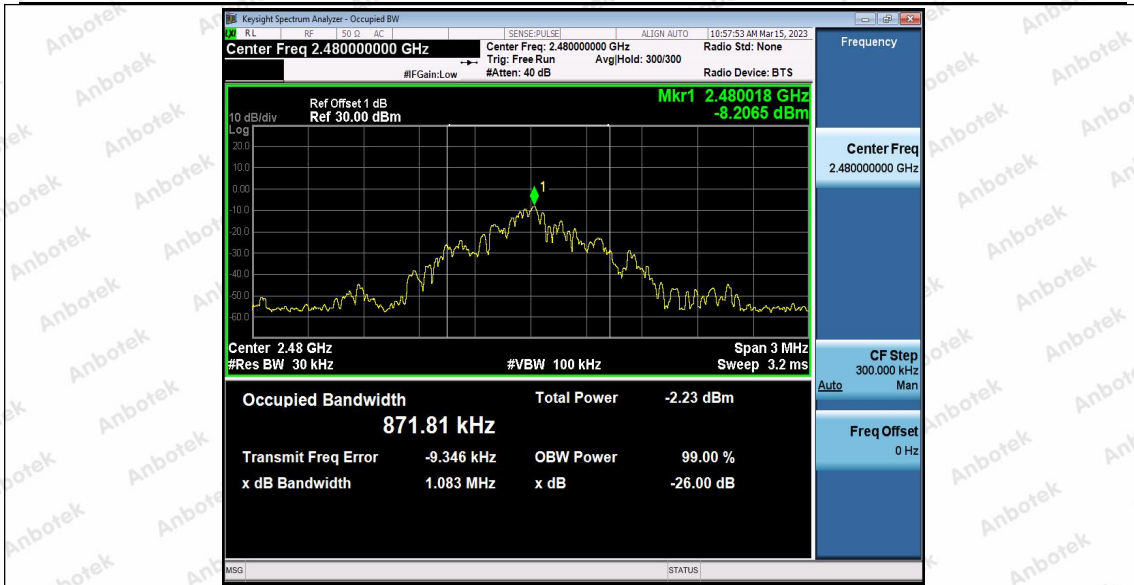 Keysight Spectrum Analyzer - Occupied BW
LXI RL RF 50 Ω AC SENSE:PULSE ALIGN AUTO 10:57:53 AM Mar 15, 2023
Center Freq 2.480000000 GHz
Center Freq: 2.480000000 GHz Radio Std: None
Trig: Free Run Avg|Hold: 300/300
#IFGain:Low #Atten: 40 dB Radio Device: BTS
Frequency
Mkr1 2.480018 GHz
-8.2065 dBm
Ref Offset 1 dB
10 dB/div Ref 30.00 dBm
Log
20.0
10.0
0.00
-10.0
-20.0
-30.0
-40.0
-50.0
-60.0
1
Center Freq
2.480000000 GHz
Center 2.48 GHz Span 3 MHz
#Res BW 30 kHz #VBW 100 kHz Sweep 3.2 ms
CF Step
300.000 kHz
Auto Man
Occupied Bandwidth Total Power -2.23 dBm
871.81 kHz
Transmit Freq Error -9.346 kHz OBW Power 99.00 %
x dB Bandwidth 1.083 MHz x dB -26.00 dB
Freq Offset
0 Hz
MSG STATUS
Anbotek